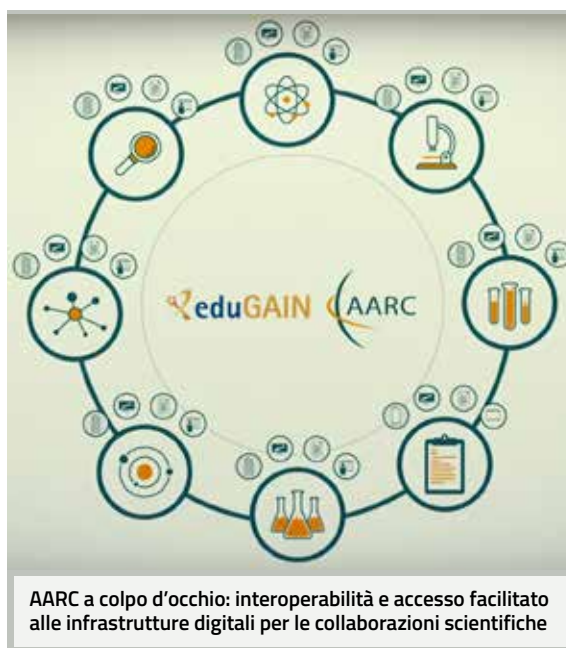 eduGAIN AARC
AARC a colpo d'occhio: interoperabilità e accesso facilitato
alle infrastrutture digitali per le collaborazioni scientifiche